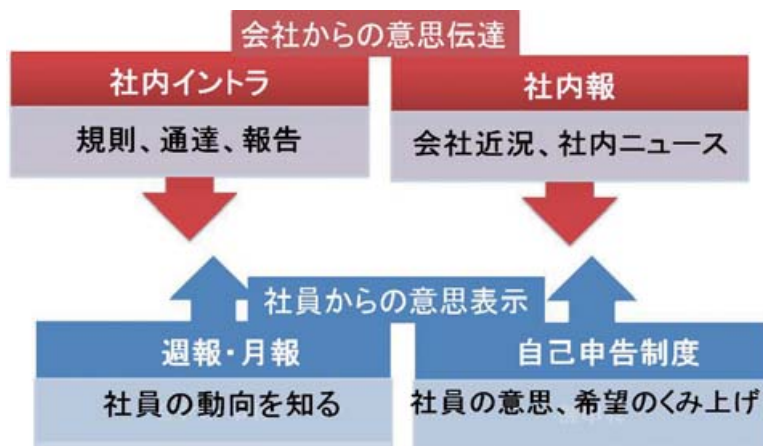 会社からの意思伝達
社内イントラ
規則、通達、報告
社内報
会社近況、社内ニュース
社員からの意思表示
週報・月報
社員の動向を知る
自己申告制度
社員の意思、希望のくみ上げ